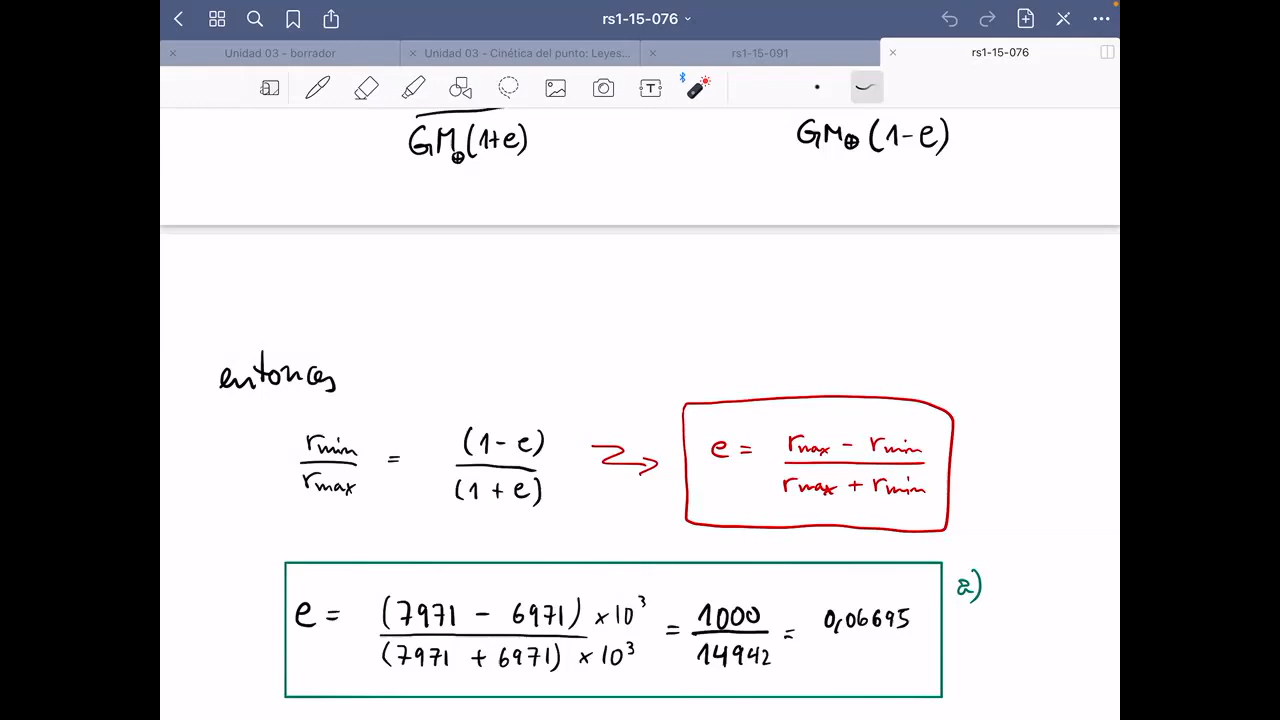 rs1-15-076
Unidad 03 - borrador
Unidad 03 - Cinética del punto: Leyes...
rs1-15-091
rs1-15-076
GM⊕(1+e)
GM⊕(1-e)
entonces
rmin/rmax = (1-e)/(1+e)
e = (rmax - rmin)/(rmax + rmin)
a)
e = (7971 - 6971)×10³/(7971 + 6971)×10³ = 1000/14942 = 0,06695